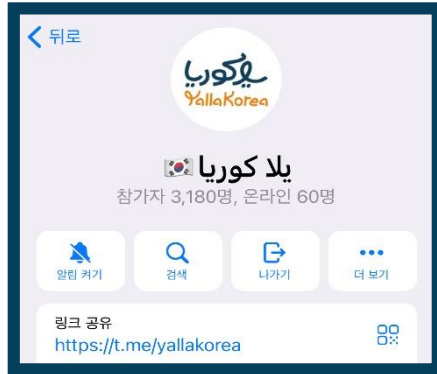 뒤로
يلا كوريا
YallaKorea
يلا كوريا 🇰🇷
참가자 3,180명, 온라인 60명
알림 켜기
검색
나가기
더 보기
링크 공유
https://t.me/yallakorea